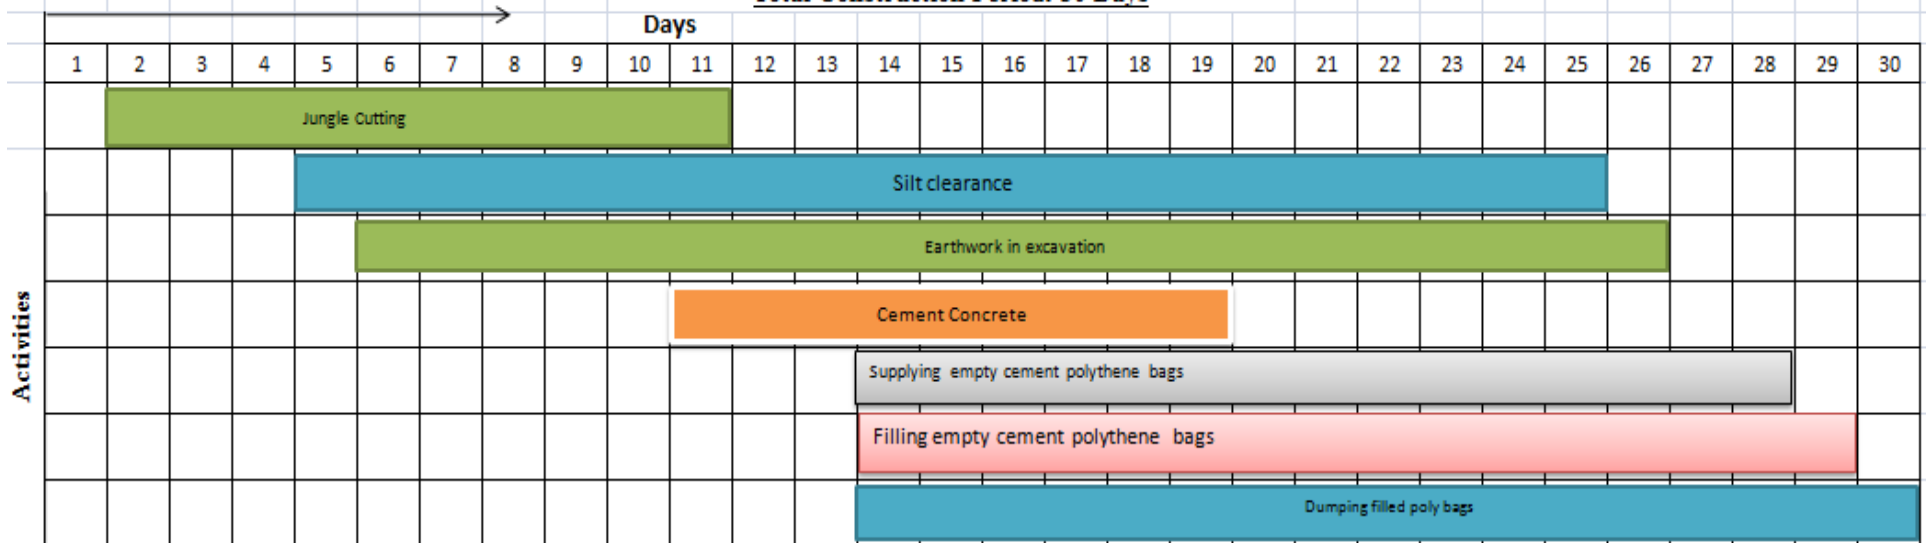 Days
1 2 3 4 5 6 7 8 9 10 11 12 13 14 15 16 17 18 19 20 21 22 23 24 25 26 27 28 29 30
Jungle Cutting
Silt clearance
Earthwork in excavation
Cement Concrete
Supplying empty cement polythene bags
Filling empty cement polythene bags
Dumping filled poly bags
Activities